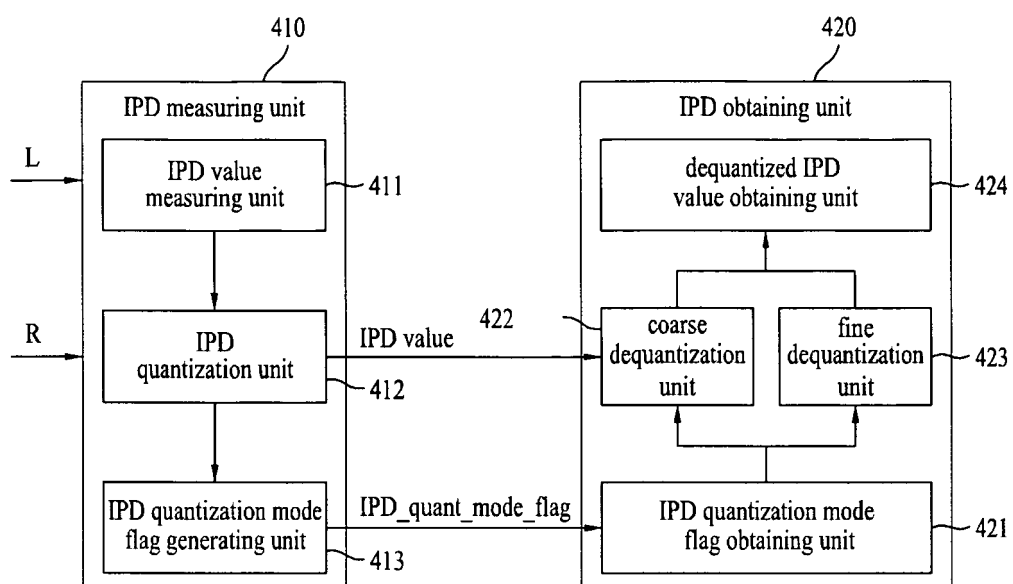 410
420
IPD measuring unit
IPD obtaining unit
L
IPD value
measuring unit
411
dequantized IPD
value obtaining unit
424
R
IPD
quantization unit
412
IPD value
422
coarse
dequantization
unit
fine
dequantization
unit
423
IPD quantization mode
flag generating unit
413
IPD_quant_mode_flag
IPD quantization mode
flag obtaining unit
421